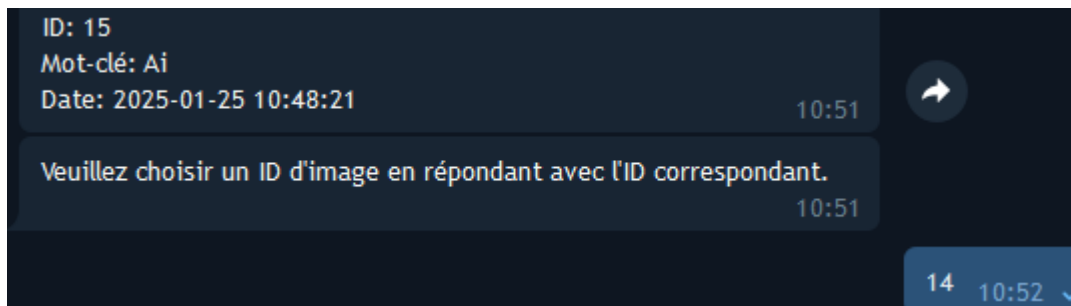 ID: 15
Mot-clé: Ai
Date: 2025-01-25 10:48:21
10:51
Veuillez choisir un ID d'image en répondant avec l'ID correspondant.
10:51
14 10:52